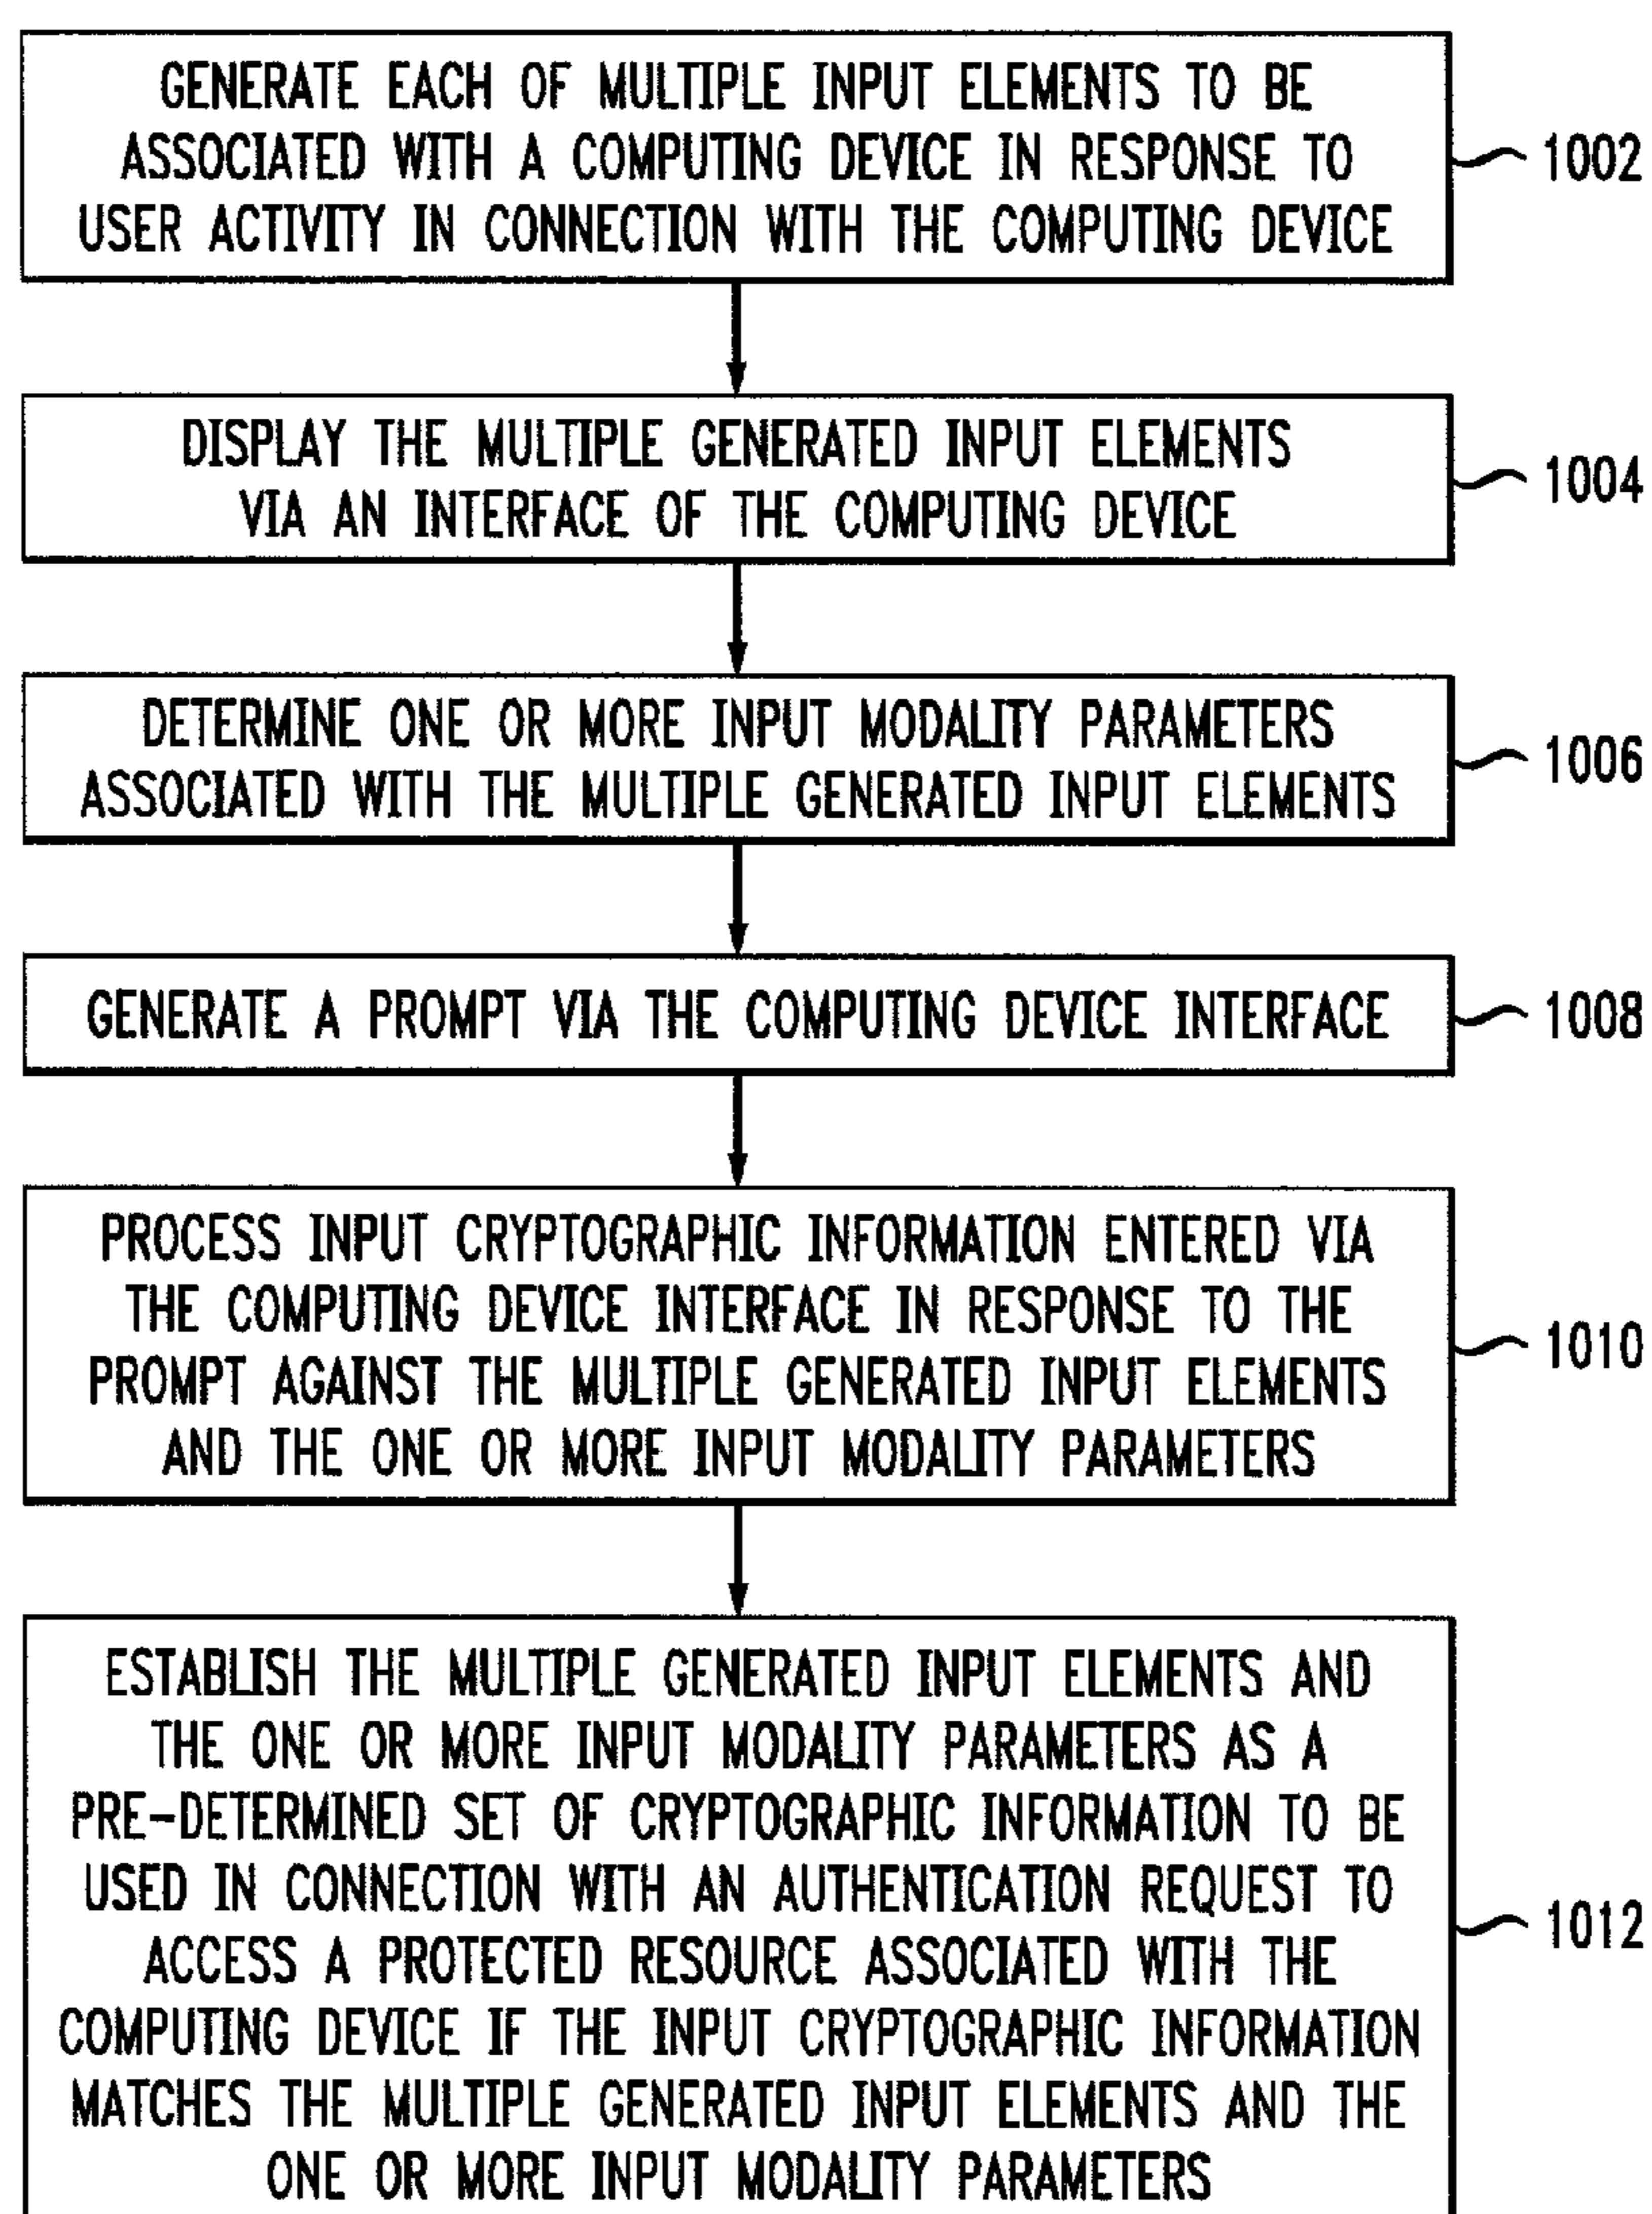 GENERATE EACH OF MULTIPLE INPUT ELEMENTS TO BE
ASSOCIATED WITH A COMPUTING DEVICE IN RESPONSE TO
USER ACTIVITY IN CONNECTION WITH THE COMPUTING DEVICE
1002
DISPLAY THE MULTIPLE GENERATED INPUT ELEMENTS
VIA AN INTERFACE OF THE COMPUTING DEVICE
1004
DETERMINE ONE OR MORE INPUT MODALITY PARAMETERS
ASSOCIATED WITH THE MULTIPLE GENERATED INPUT ELEMENTS
1006
GENERATE A PROMPT VIA THE COMPUTING DEVICE INTERFACE
1008
PROCESS INPUT CRYPTOGRAPHIC INFORMATION ENTERED VIA
THE COMPUTING DEVICE INTERFACE IN RESPONSE TO THE
PROMPT AGAINST THE MULTIPLE GENERATED INPUT ELEMENTS
AND THE ONE OR MORE INPUT MODALITY PARAMETERS
1010
ESTABLISH THE MULTIPLE GENERATED INPUT ELEMENTS AND
THE ONE OR MORE INPUT MODALITY PARAMETERS AS A
PRE-DETERMINED SET OF CRYPTOGRAPHIC INFORMATION TO BE
USED IN CONNECTION WITH AN AUTHENTICATION REQUEST TO
ACCESS A PROTECTED RESOURCE ASSOCIATED WITH THE
COMPUTING DEVICE IF THE INPUT CRYPTOGRAPHIC INFORMATION
MATCHES THE MULTIPLE GENERATED INPUT ELEMENTS AND THE
ONE OR MORE INPUT MODALITY PARAMETERS
1012